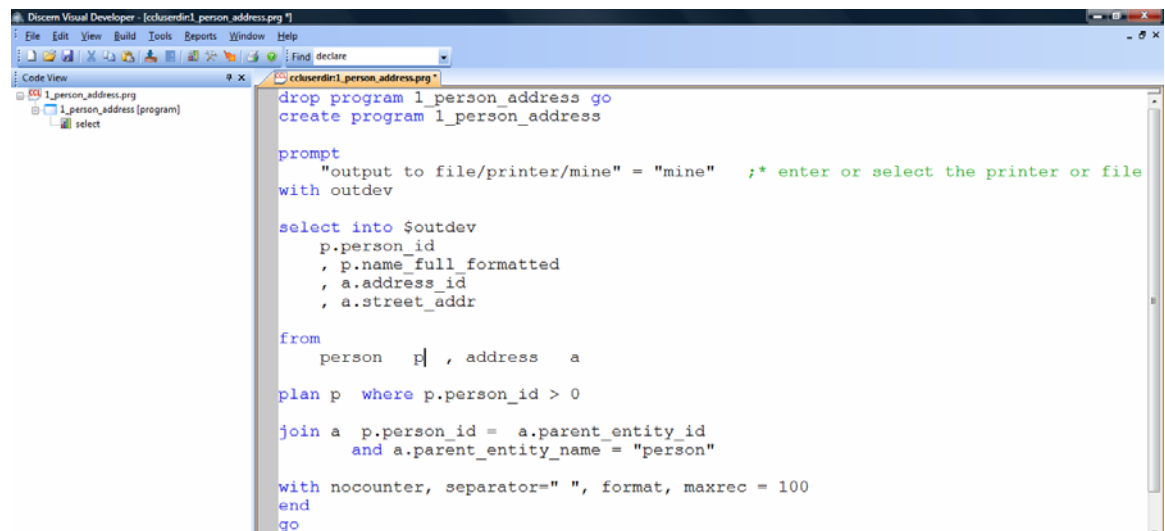 Discern Visual Developer - [ccluserdir:1_person_address.prg *]
File Edit View Build Tools Reports Window Help
Find declare
Code View
ccluserdir:1_person_address.prg *
1_person_address.prg
1_person_address [program]
select
drop program 1_person_address go
create program 1_person_address
prompt
"output to file/printer/mine" = "mine" ;* enter or select the printer or file
with outdev
select into $outdev
p.person_id
, p.name_full_formatted
, a.address_id
, a.street_addr
from
person p , address a
plan p where p.person_id > 0
join a p.person_id = a.parent_entity_id
and a.parent_entity_name = "person"
with nocounter, separator=" ", format, maxrec = 100
end
go